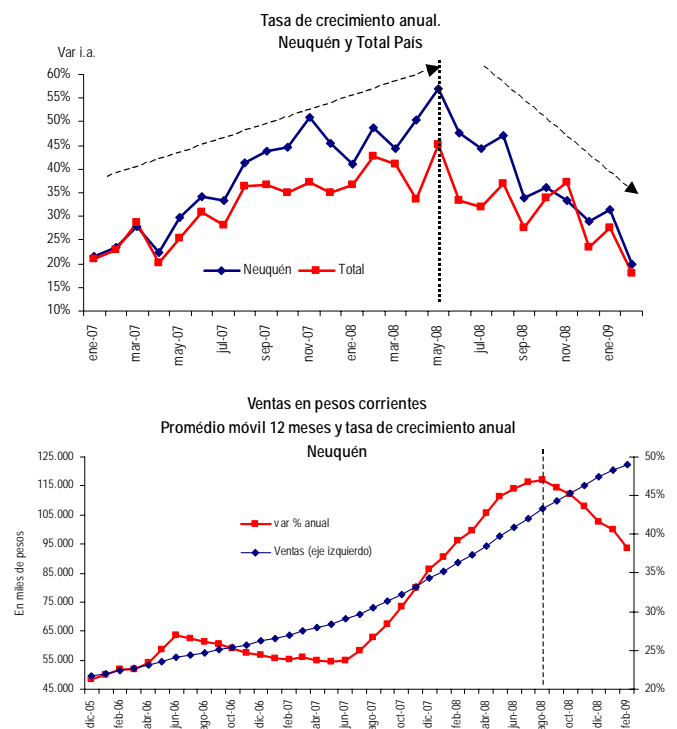 Tasa de crecimiento anual.
Neuquén y Total País
Var i.a.
60%
55%
50%
45%
40%
35%
30%
25%
20%
15%
10%
Neuquén
Total
ene-07
mar-07
may-07
jul-07
sep-07
nov-07
ene-08
mar-08
may-08
jul-08
sep-08
nov-08
ene-09
Ventas en pesos corrientes
Promédio móvil 12 meses y tasa de crecimiento anual
Neuquén
En miles de pesos
125.000
115.000
105.000
95.000
85.000
75.000
65.000
55.000
45.000
var % anual
Ventas (eje izquierdo)
50%
45%
40%
35%
30%
25%
20%
dic-05
feb-06
abr-06
jun-06
ago-06
oct-06
dic-06
feb-07
abr-07
jun-07
ago-07
oct-07
dic-07
feb-08
abr-08
jun-08
ago-08
oct-08
dic-08
feb-09